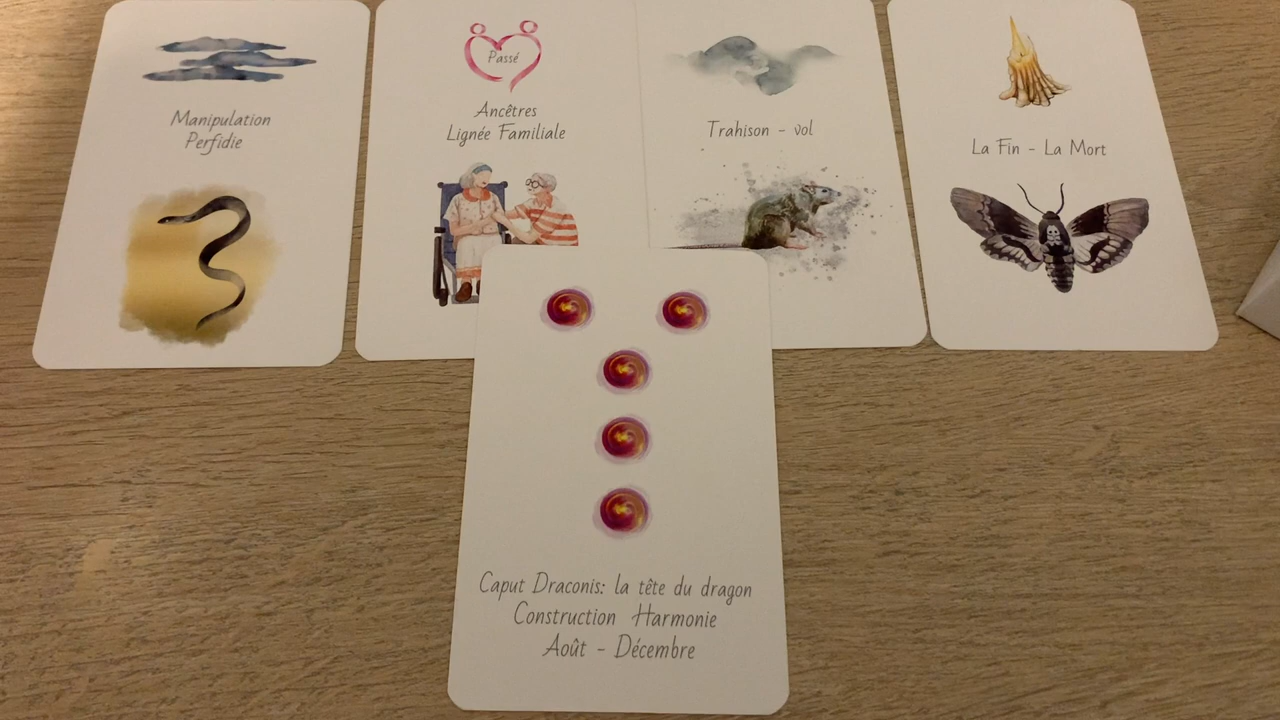 Manipulation
Perfidie
Passé
Ancêtres
Lignée Familiale
Trahison - vol
La Fin - La Mort
Caput Draconis: la tête du dragon
Construction Harmonie
Août - Décembre